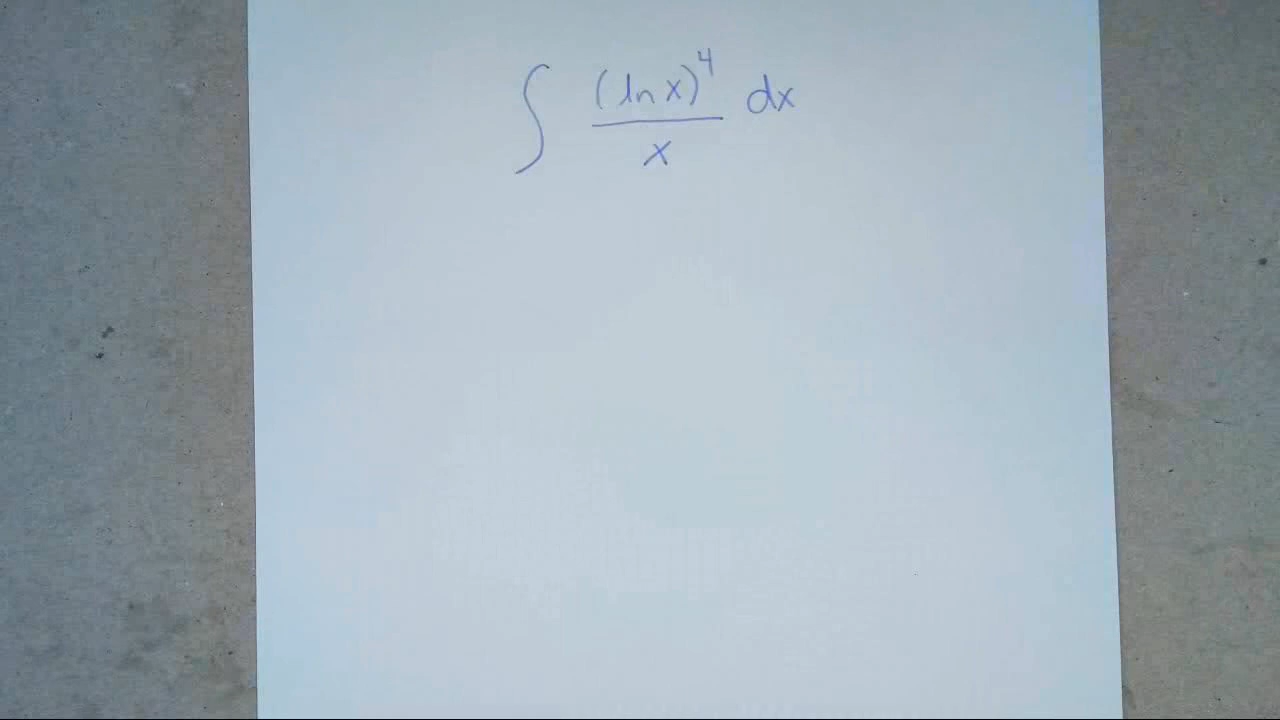 ∫ (ln x)^4 / x dx